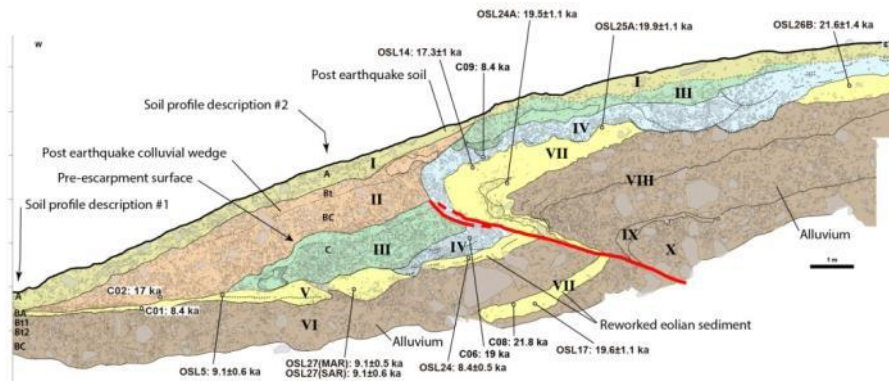 OSL24A: 19.5±1.1 ka
OSL25A:19.9±1.1 ka
OSL26B: 21.6±1.4 ka
W
OSL14: 17.3±1 ka
C09: 8.4 ka
E
Post earthquake soil
I
III
Soil profile description #2
IV
VII
Post earthquake colluvial wedge
I
A
VIII
Pre-escarpment surface
Bt
II
Soil profile description #1
BC
IX
Alluvium
III
C
IV
X
1 m
C02: 17 ka
V
VII
A
BA
Bt1
Bt2
BC
C01: 8.4 ka
VI
Alluvium
Reworked eolian sediment
C08: 21.8 ka
OSL5: 9.1±0.6 ka
OSL27(MAR): 9.1±0.5 ka
OSL27(SAR): 9.1±0.6 ka
C06: 19 ka
OSL24: 8.4±0.5 ka
OSL17: 19.6±1.1 ka